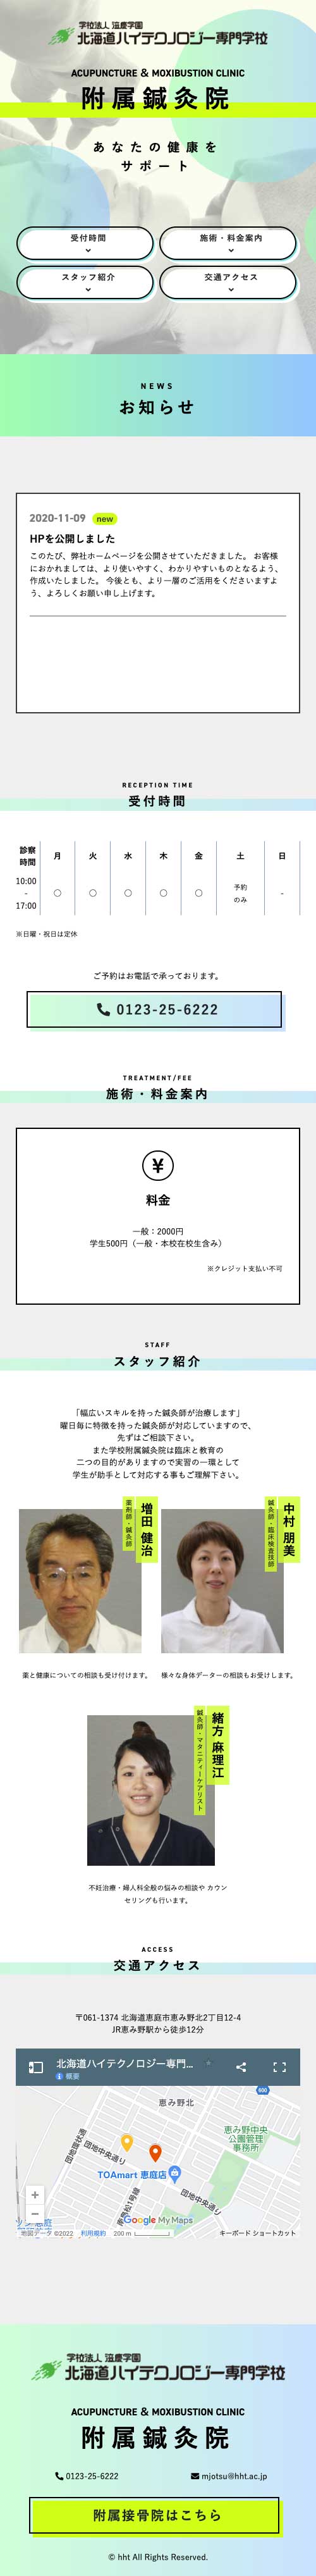 学校法人 滋慶学園
北海道ハイテクノロジー専門学校
ACUPUNCTURE & MOXIBUSTION CLINIC
附属鍼灸院
あなたの健康を
サポート
受付時間
施術・料金案内
スタッフ紹介
交通アクセス
NEWS
お知らせ
2020-11-09 new
HPを公開しました
このたび、弊社ホームページを公開させていただきました。 お客様
におかれましては、より使いやすく、わかりやすいものとなるよう、
作成いたしました。 今後とも、より一層のご活用をくださいますよ
う、よろしくお願い申し上げます。
RECEPTION TIME
受付時間
診察時間 月 火 水 木 金 土 日
10:00 - 17:00 〇 〇 〇 〇 〇 予約のみ -
※日曜・祝日は定休
ご予約はお電話で承っております。
0123-25-6222
TREATMENT/FEE
施術・料金案内
¥
料金
一般：2000円
学生500円（一般・本校在校生含み）
※クレジット支払い不可
STAFF
スタッフ紹介
「幅広いスキルを持った鍼灸師が治療します」
曜日毎に特徴を持った鍼灸師が対応していますので、
先ずはご相談下さい。
また学校附属鍼灸院は臨床と教育の
二つの目的がありますので実習の一環として
学生が助手として対応する事もご理解下さい。
増田 健治
薬剤師・鍼灸師
薬と健康についての相談も受け付けます。
中村 朋美
鍼灸師・臨床検査技師
様々な身体データーの相談もお受けします。
緒方 麻理江
鍼灸師・マタニティーケアリスト
不妊治療・婦人科全般の悩みの相談や カウン
セリングも行います。
ACCESS
交通アクセス
〒061-1374 北海道恵庭市恵み野北2丁目12-4
JR恵み野駅から徒歩12分
北海道ハイテクノロジー専門...
概要
恵み野北
恵み野中央
公園管理
事務所
団地環状通
団地中央通り
TOAmart 恵庭店
団地中央通り
Google My Maps
地図データ ©2022 利用規約 200 m キーボード ショートカット
学校法人 滋慶学園
北海道ハイテクノロジー専門学校
ACUPUNCTURE & MOXIBUSTION CLINIC
附属鍼灸院
0123-25-6222
mjotsu@hht.ac.jp
附属接骨院はこちら
© hht All Rights Reserved.